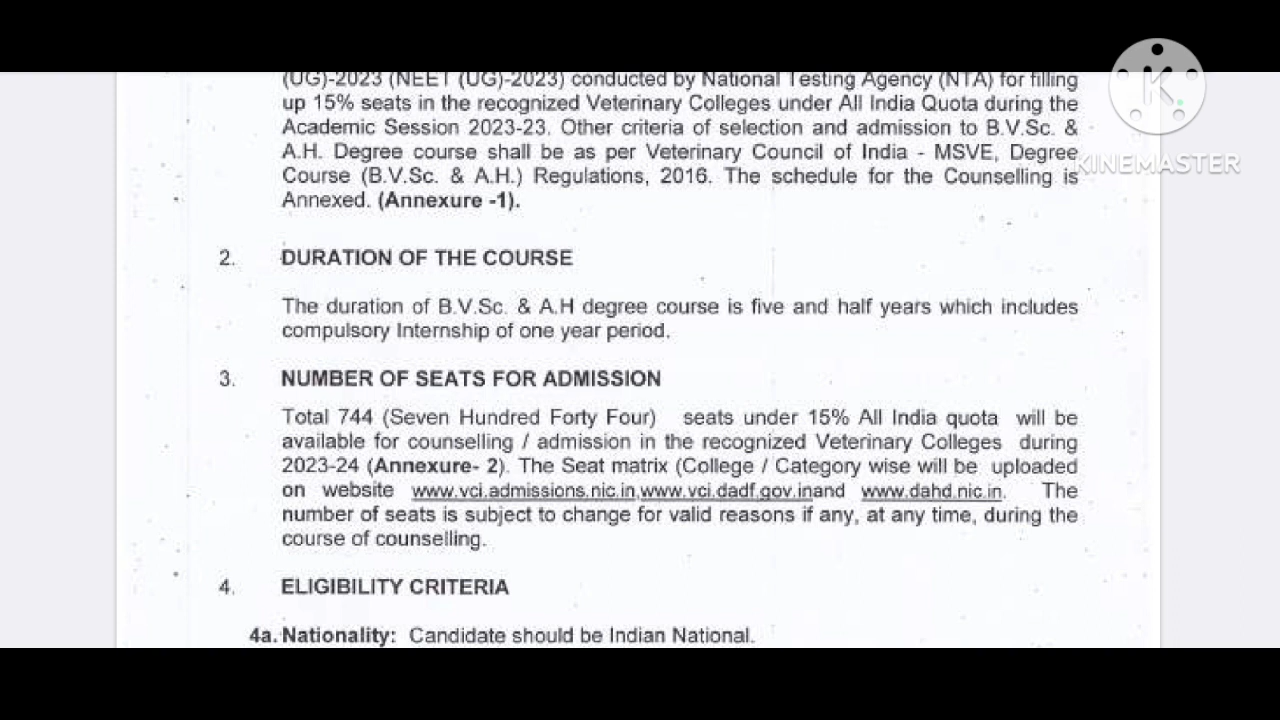 (UG)-2023 (NEET (UG)-2023) conducted by National Testing Agency (NTA) for filling
up 15% seats in the recognized Veterinary Colleges under All India Quota during the
Academic Session 2023-23. Other criteria of selection and admission to B.V.Sc. &
A.H. Degree course shall be as per Veterinary Council of India - MSVE, Degree
Course (B.V.Sc. & A.H.) Regulations, 2016. The schedule for the Counselling is
Annexed. (Annexure -1).
2. DURATION OF THE COURSE
The duration of B.V.Sc. & A.H degree course is five and half years which includes
compulsory Internship of one year period.
3. NUMBER OF SEATS FOR ADMISSION
Total 744 (Seven Hundred Forty Four) seats under 15% All India quota will be
available for counselling / admission in the recognized Veterinary Colleges during
2023-24 (Annexure- 2). The Seat matrix (College / Category wise will be uploaded
on website www.vci.admissions.nic.in,www.vci.dadf.gov.inand www.dahd.nic.in. The
number of seats is subject to change for valid reasons if any, at any time, during the
course of counselling.
4. ELIGIBILITY CRITERIA
4a. Nationality: Candidate should be Indian National.
K
KINEMASTER